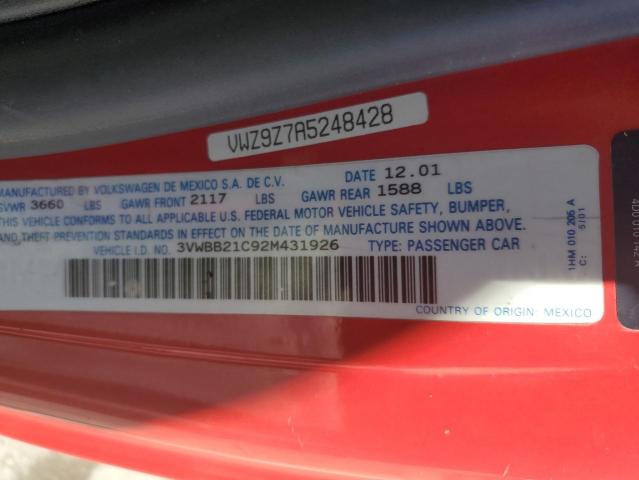 VWZ9Z7A5248428
MANUFACTURED BY VOLKSWAGEN DE MEXICO S.A. DE C.V. DATE 12.01
GVWR 3660 LBS GAWR FRONT 2117 LBS GAWR REAR 1588 LBS
THIS VEHICLE CONFORMS TO ALL APPLICABLE U.S. FEDERAL MOTOR VEHICLE SAFETY, BUMPER,
AND THEFT PREVENTION STANDARDS IN EFFECT ON THE DATE OF MANUFACTURE SHOWN ABOVE.
VEHICLE I.D. NO. 3VWBB21C92M431926 TYPE: PASSENGER CAR
COUNTRY OF ORIGIN: MEXICO
1HM 010 205 A
C: 5/01